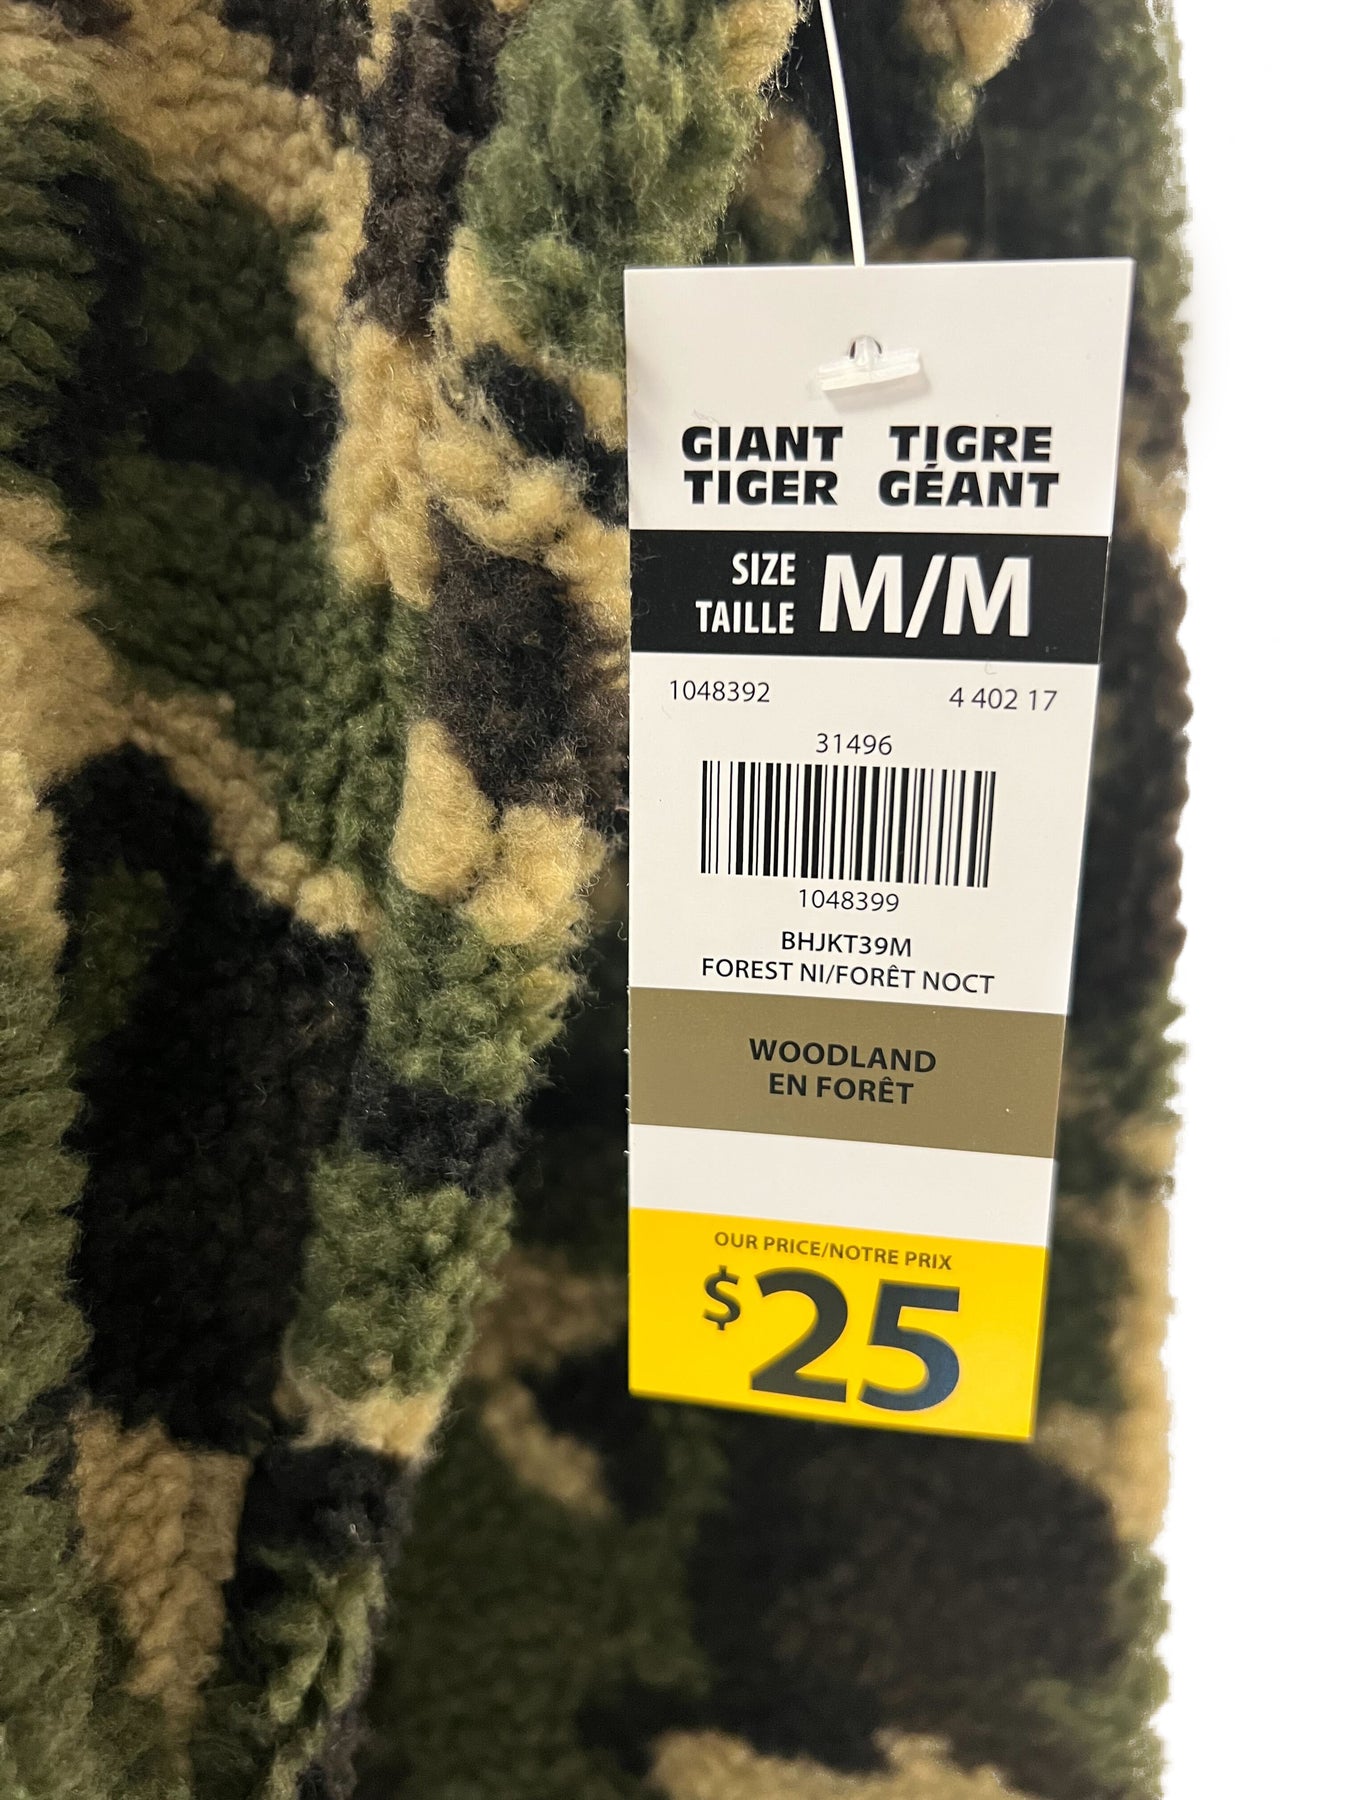 GIANT TIGRE
TIGER GÉANT
SIZE
TAILLE M/M
1048392 4 402 17
31496
1048399
BHJKT39M
FOREST NI/FORÊT NOCT
WOODLAND
EN FORÊT
OUR PRICE/NOTRE PRIX
$25